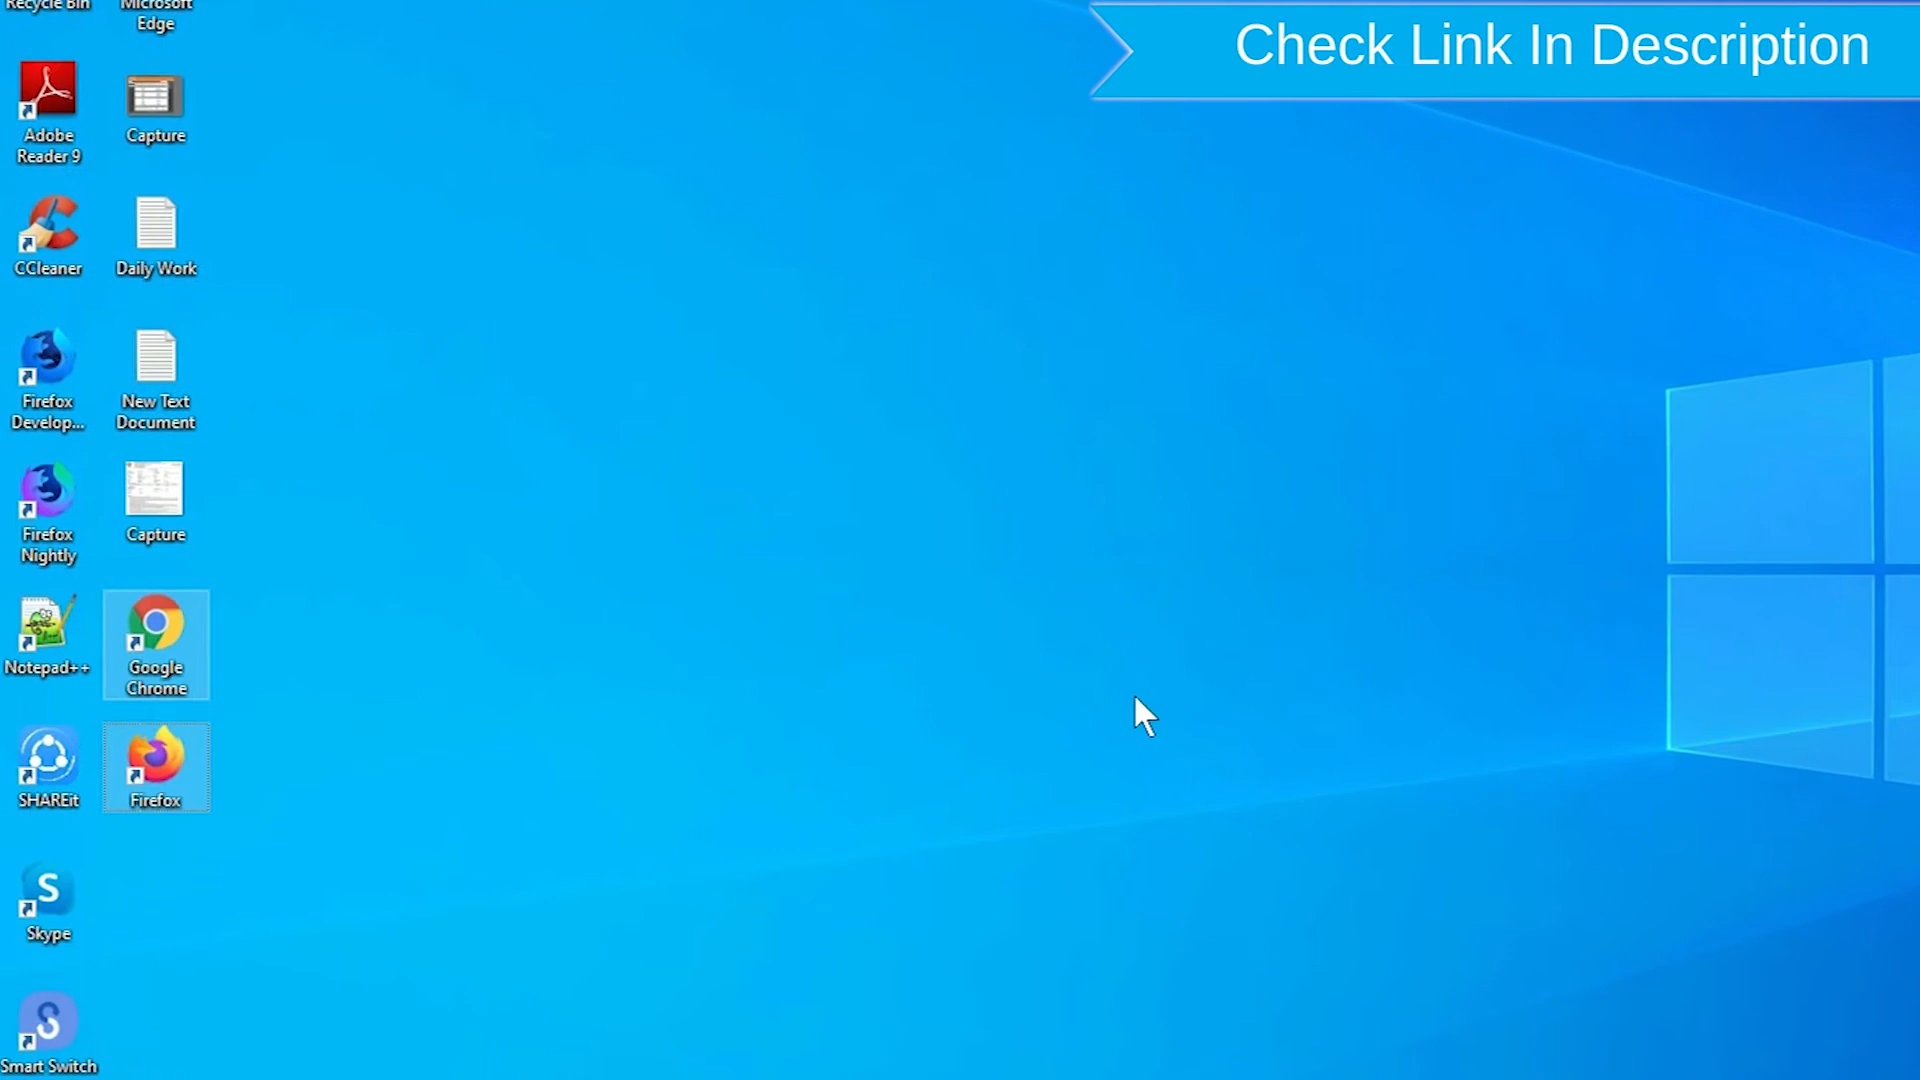 Recycle Bin
Microsoft
Edge
Check Link In Description
Adobe
Reader 9
Capture
CCleaner
Daily Work
Firefox
Develop...
New Text
Document
Firefox
Nightly
Capture
Notepad++
Google
Chrome
SHAREit
Firefox
S
Skype
Smart Switch